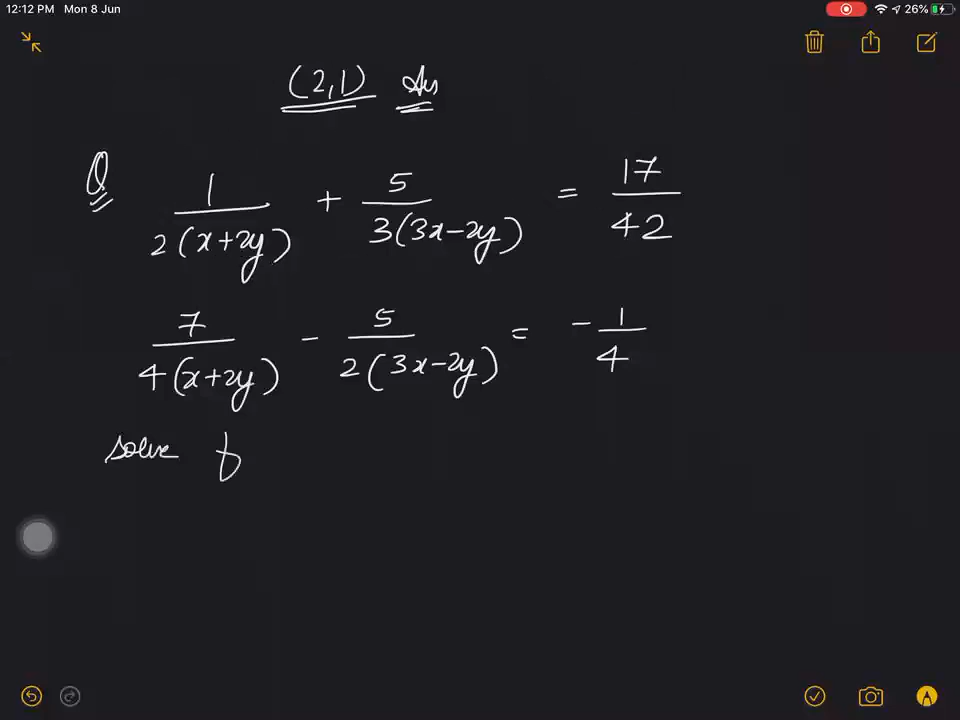 12:12 PM Mon 8 Jun 26%
(2,1) Ans
Q 1/2(x+2y) + 5/3(3x-2y) = 17/42
7/4(x+2y) - 5/2(3x-2y) = -1/4
solve f